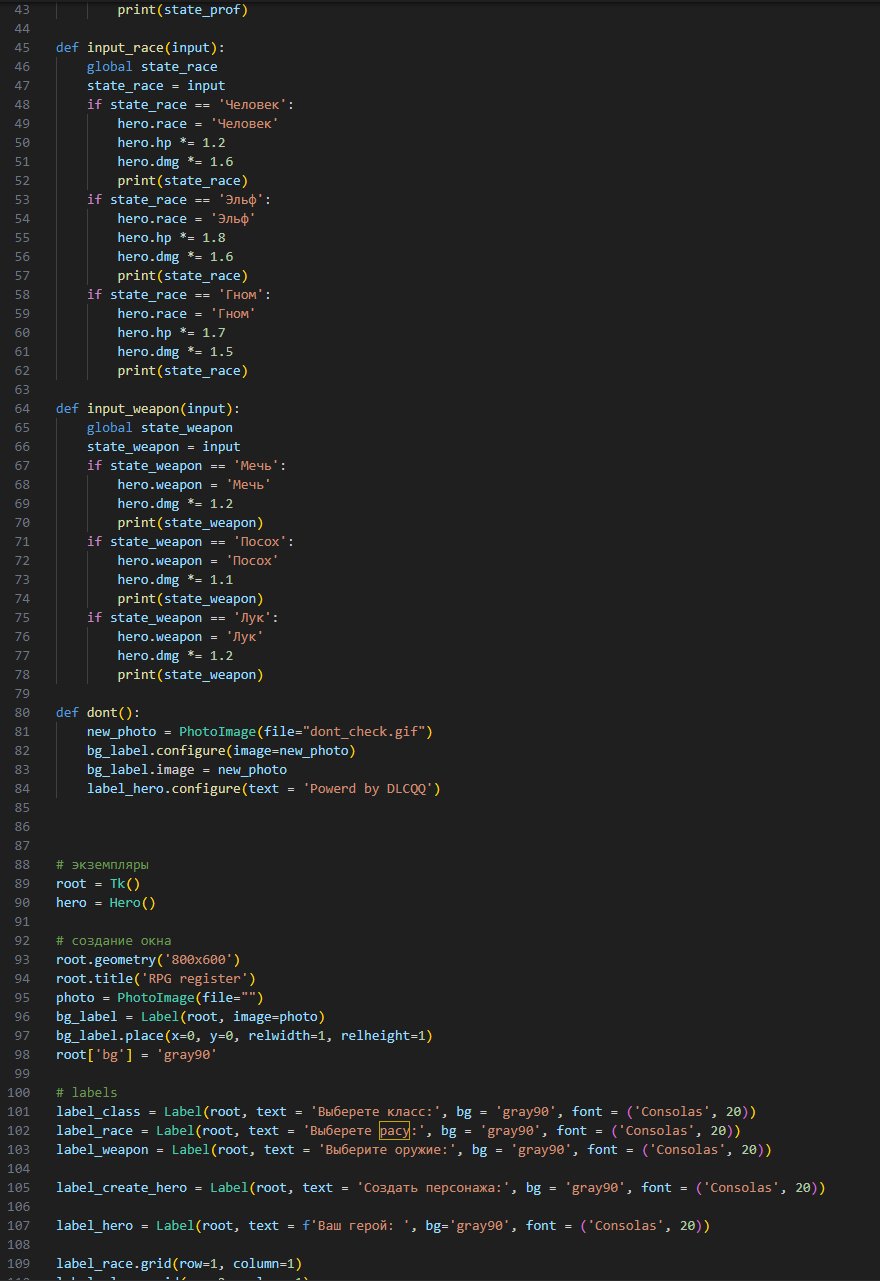 43 print(state_prof)
44
45 def input_race(input):
46 global state_race
47 state_race = input
48 if state_race == 'Человек':
49 hero.race = 'Человек'
50 hero.hp *= 1.2
51 hero.dmg *= 1.6
52 print(state_race)
53 if state_race == 'Эльф':
54 hero.race = 'Эльф'
55 hero.hp *= 1.8
56 hero.dmg *= 1.6
57 print(state_race)
58 if state_race == 'Гном':
59 hero.race = 'Гном'
60 hero.hp *= 1.7
61 hero.dmg *= 1.5
62 print(state_race)
63
64 def input_weapon(input):
65 global state_weapon
66 state_weapon = input
67 if state_weapon == 'Мечь':
68 hero.weapon = 'Мечь'
69 hero.dmg *= 1.2
70 print(state_weapon)
71 if state_weapon == 'Посох':
72 hero.weapon = 'Посох'
73 hero.dmg *= 1.1
74 print(state_weapon)
75 if state_weapon == 'Лук':
76 hero.weapon = 'Лук'
77 hero.dmg *= 1.2
78 print(state_weapon)
79
80 def dont():
81 new_photo = PhotoImage(file="dont_check.gif")
82 bg_label.configure(image=new_photo)
83 bg_label.image = new_photo
84 label_hero.configure(text = 'Powerd by DLCQQ')
85
86
87
88 # экземпляры
89 root = Tk()
90 hero = Hero()
91
92 # создание окна
93 root.geometry('800x600')
94 root.title('RPG register')
95 photo = PhotoImage(file="")
96 bg_label = Label(root, image=photo)
97 bg_label.place(x=0, y=0, relwidth=1, relheight=1)
98 root['bg'] = 'gray90'
99
100 # labels
101 label_class = Label(root, text = 'Выберете класс:', bg = 'gray90', font = ('Consolas', 20))
102 label_race = Label(root, text = 'Выберете расу:', bg = 'gray90', font = ('Consolas', 20))
103 label_weapon = Label(root, text = 'Выберите оружие:', bg = 'gray90', font = ('Consolas', 20))
104
105 label_create_hero = Label(root, text = 'Создать персонажа:', bg = 'gray90', font = ('Consolas', 20))
106
107 label_hero = Label(root, text = f'Ваш герой: ', bg='gray90', font = ('Consolas', 20))
108
109 label_race.grid(row=1, column=1)